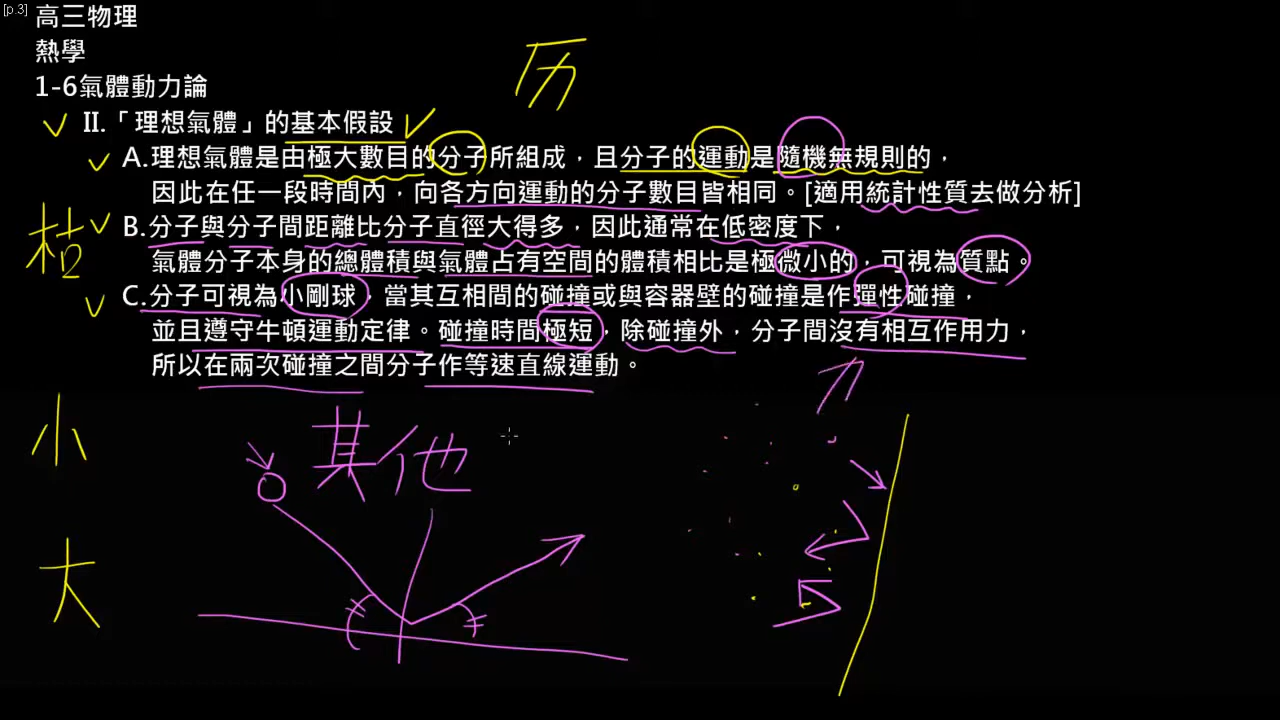 [p.3]
高三物理
熱學
1-6氣體動力論
II.「理想氣體」的基本假設
A.理想氣體是由極大數目的分子所組成，且分子的運動是隨機無規則的，
因此在任一段時間內，向各方向運動的分子數目皆相同。[適用統計性質去做分析]
B.分子與分子間距離比分子直徑大得多，因此通常在低密度下，
氣體分子本身的總體積與氣體占有空間的體積相比是極微小的，可視為質點。
C.分子可視為小剛球，當其互相間的碰撞或與容器壁的碰撞是作彈性碰撞，
並且遵守牛頓運動定律。碰撞時間極短，除碰撞外，分子間沒有相互作用力，
所以在兩次碰撞之間分子作等速直線運動。
小
大
其他